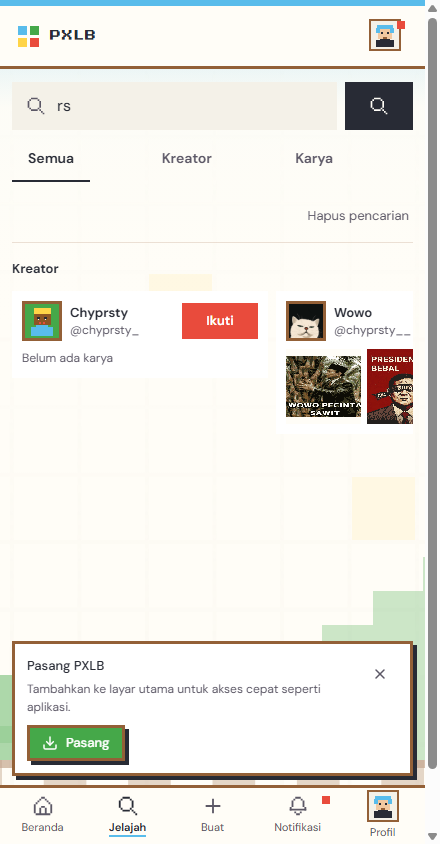 PXLB
rs
Semua
Kreator
Karya
Hapus pencarian
Kreator
Chyprsty
@chyprsty_
Ikuti
Belum ada karya
Wowo
@chyprsty__
WOWO PECINTA
SAWIT
PRESIDEN
BEBAL
Pasang PXLB
Tambahkan ke layar utama untuk akses cepat seperti
aplikasi.
Pasang
Beranda
Jelajah
Buat
Notifikasi
Profil